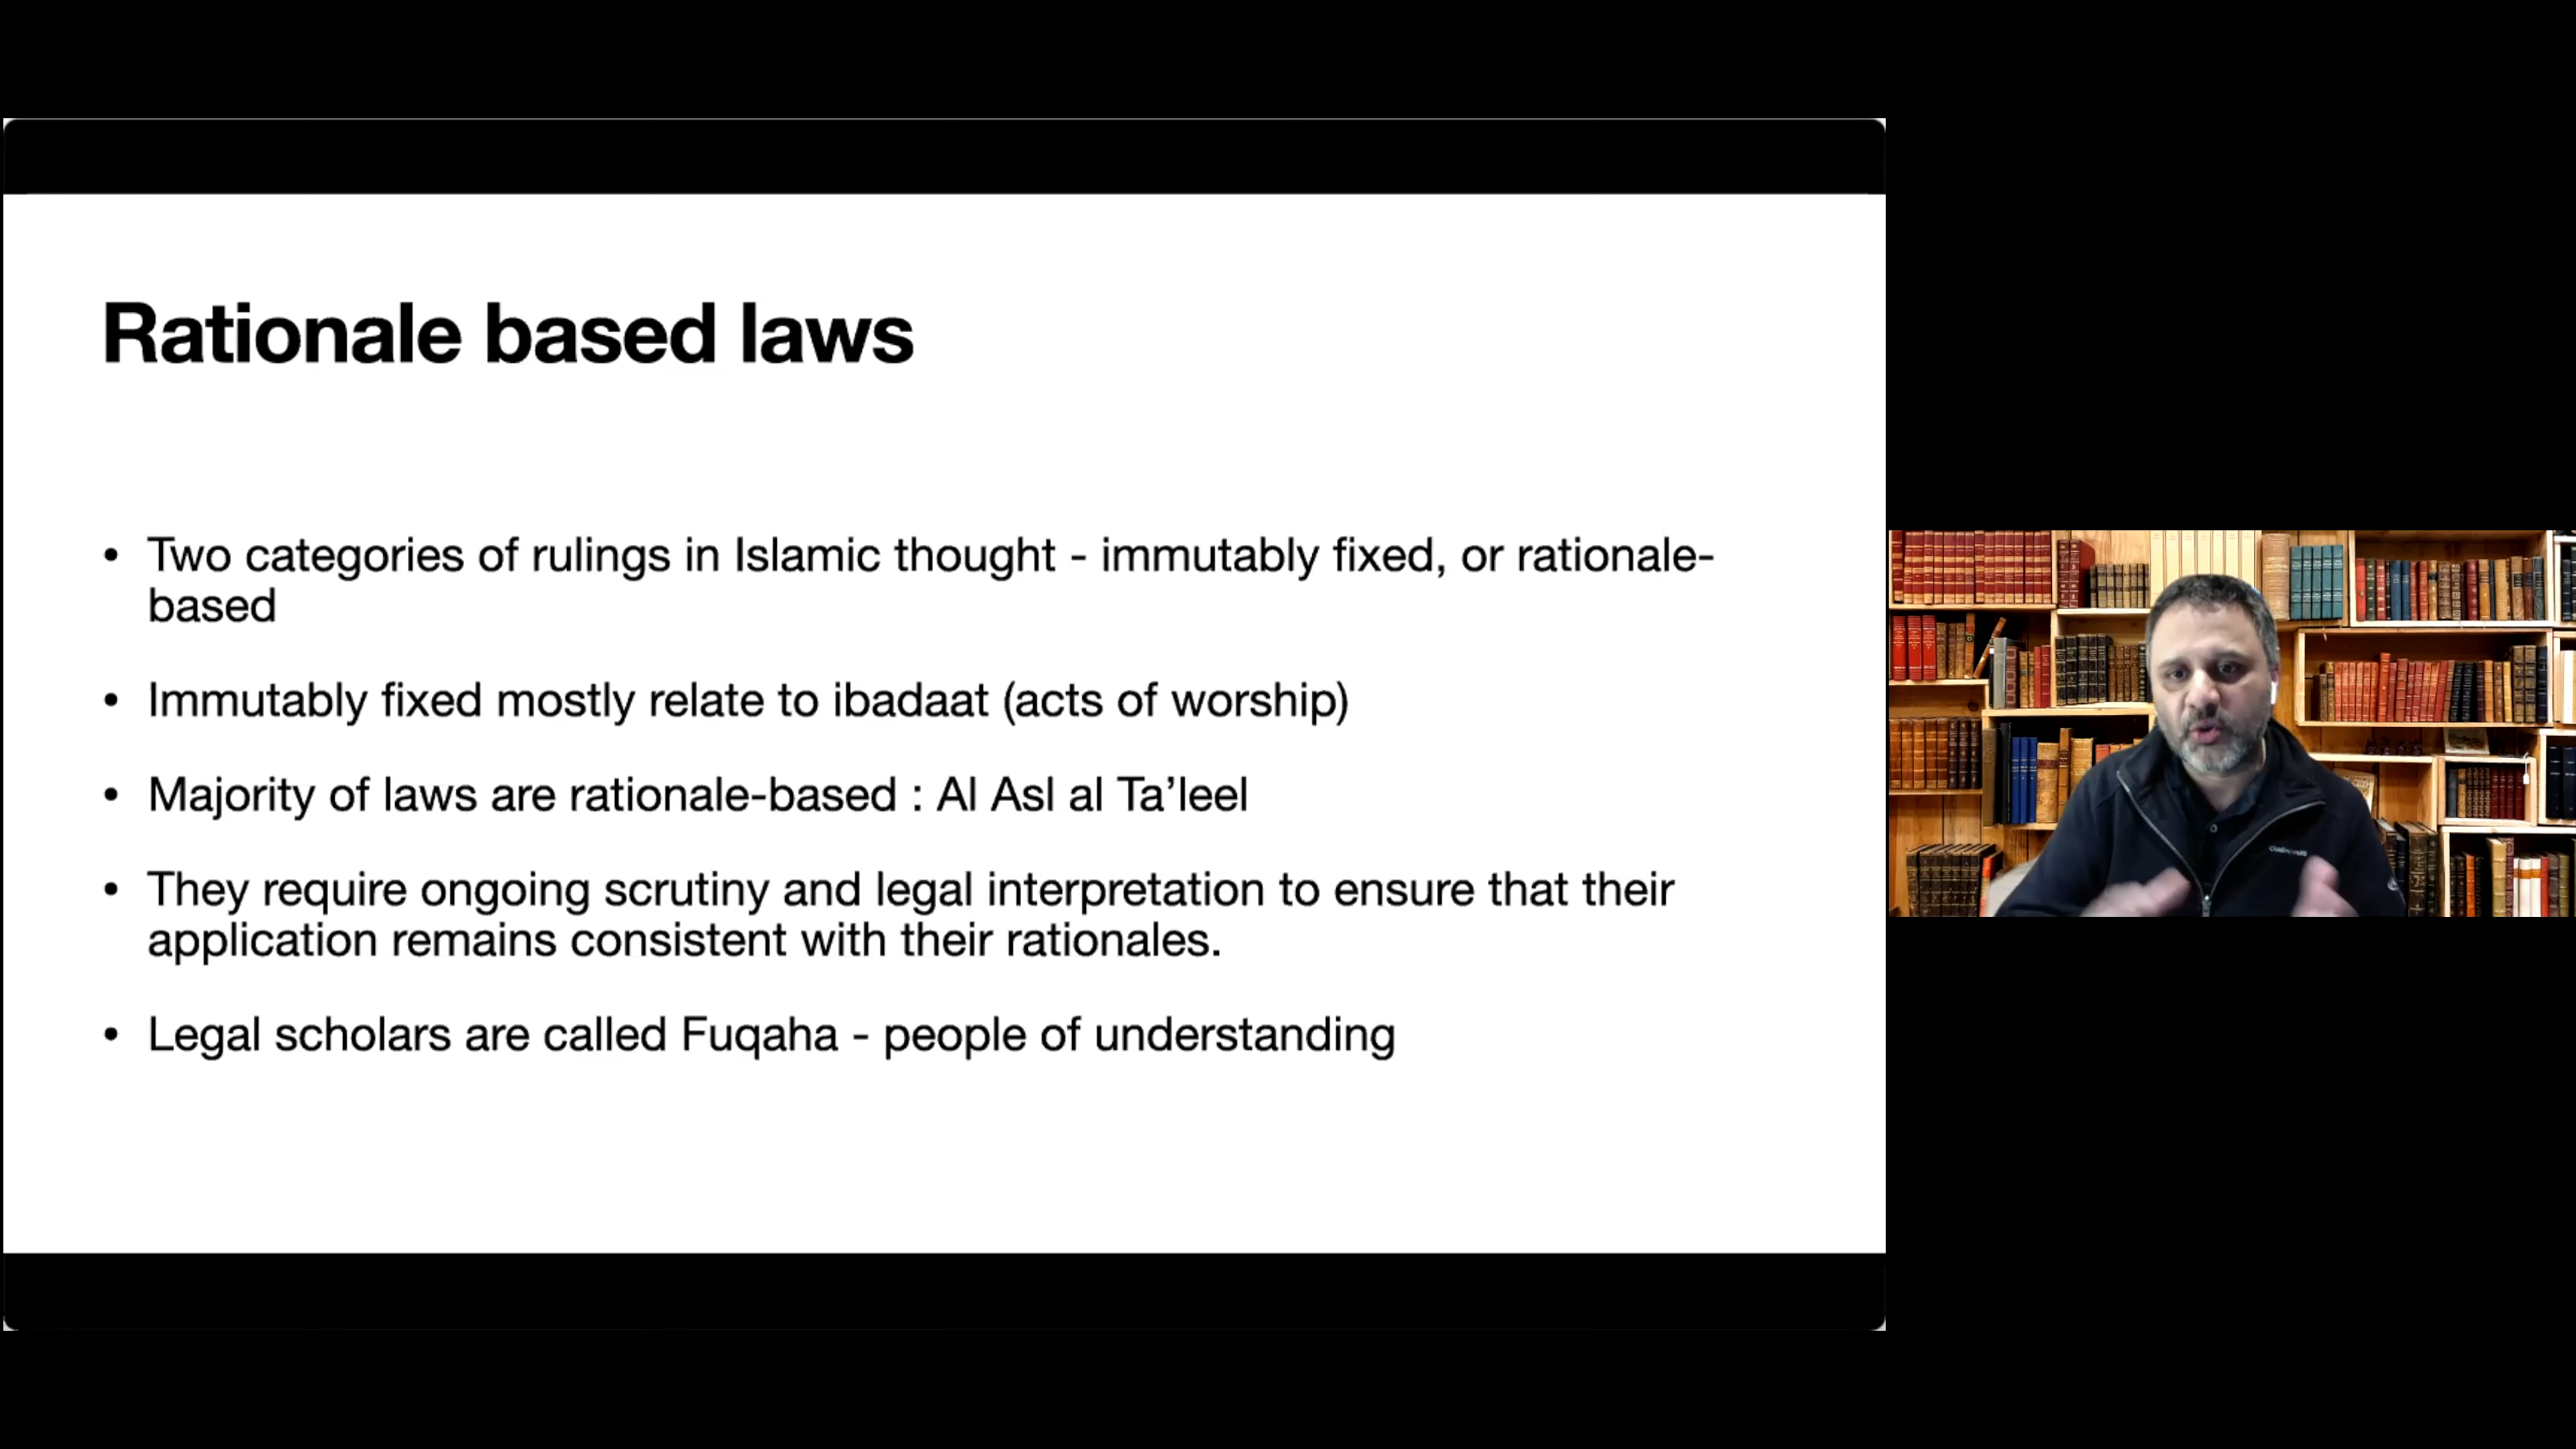 Rationale based laws
• Two categories of rulings in Islamic thought - immutably fixed, or rationale-
based
• Immutably fixed mostly relate to ibadaat (acts of worship)
• Majority of laws are rationale-based : Al Asl al Ta’leel
• They require ongoing scrutiny and legal interpretation to ensure that their
application remains consistent with their rationales.
• Legal scholars are called Fuqaha - people of understanding